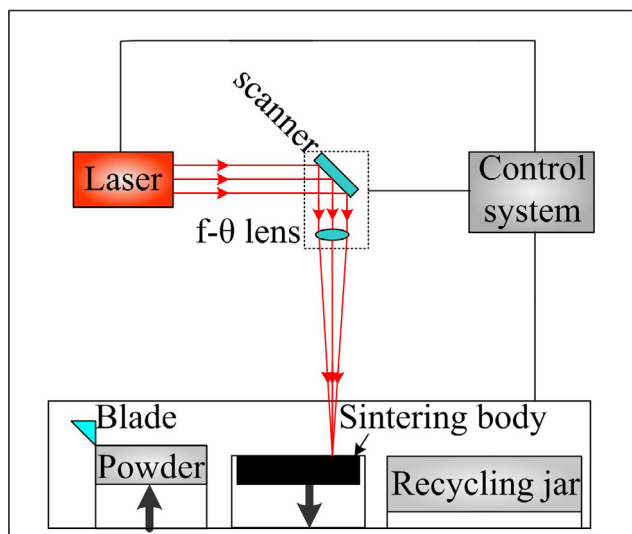 scanner
Laser
Control
system
f-θ lens
Blade
Sintering body
Powder
Recycling jar